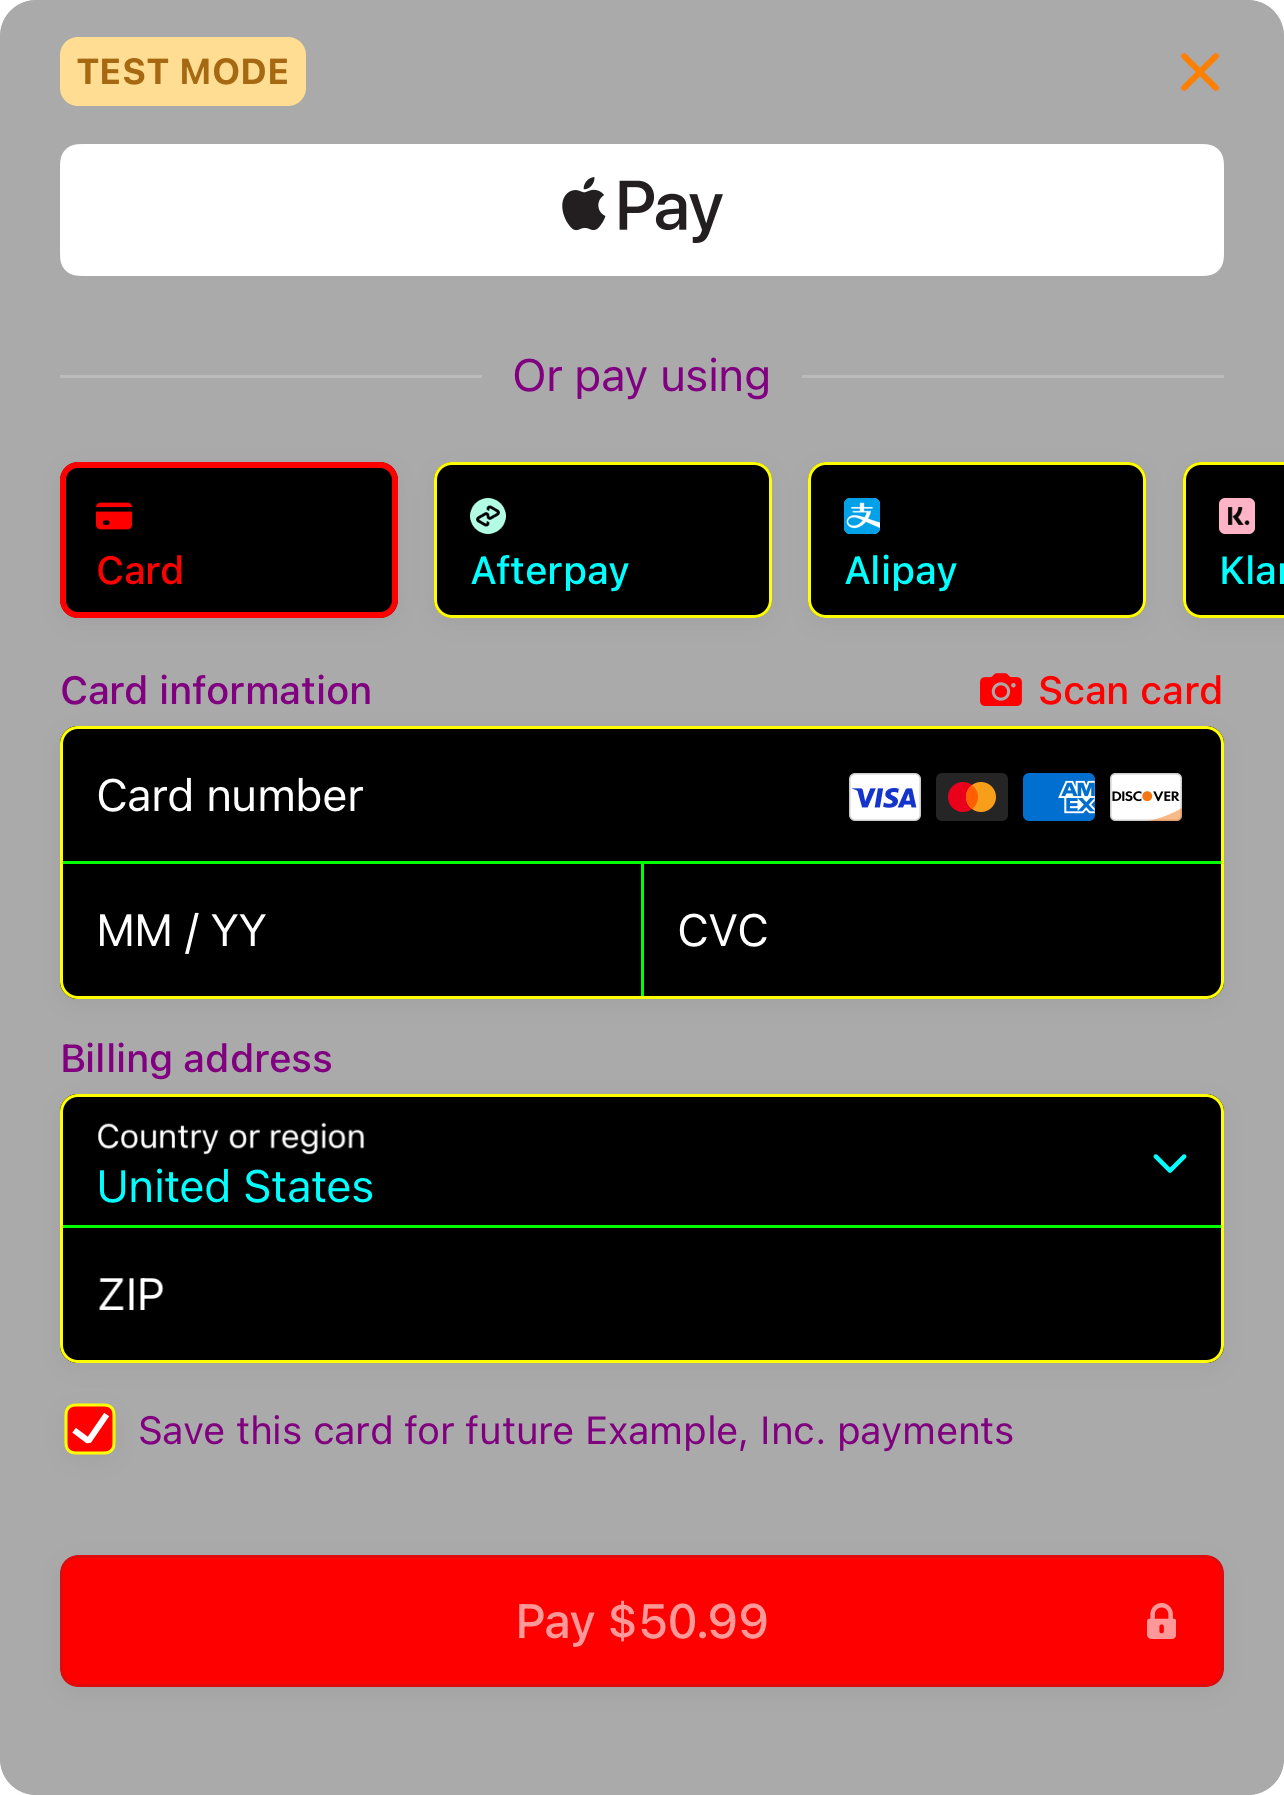 TEST MODE
Pay
Or pay using
Card
Afterpay
Alipay
K.
Klar
Card information
Scan card
Card number
VISA
AM
EX
DISCOVER
MM / YY
CVC
Billing address
Country or region
United States
ZIP
Save this card for future Example, Inc. payments
Pay $50.99